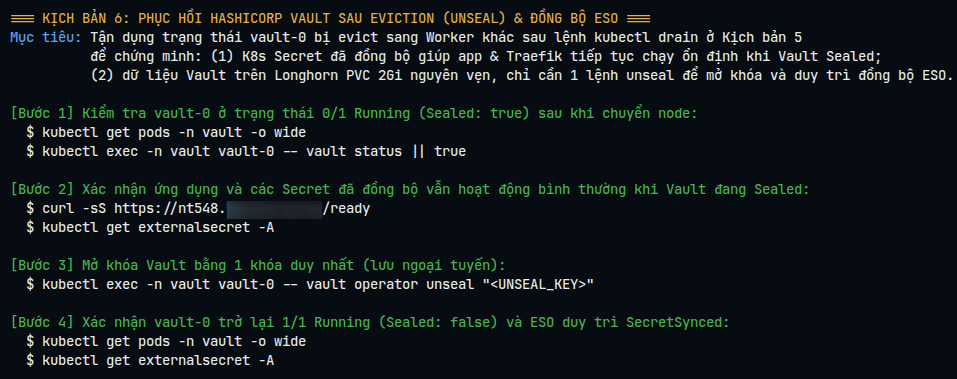 === KỊCH BẢN 6: PHỤC HỒI HASHICORP VAULT SAU EVICTION (UNSEAL) & ĐỒNG BỘ ESO ===
Mục tiêu: Tận dụng trạng thái vault-0 bị evict sang Worker khác sau lệnh kubectl drain ở Kịch bản 5
để chứng minh: (1) K8s Secret đã đồng bộ giúp app & Traefik tiếp tục chạy ổn định khi Vault Sealed;
(2) dữ liệu Vault trên Longhorn PVC 2Gi nguyên vẹn, chỉ cần 1 lệnh unseal để mở khóa và duy trì đồng bộ ESO.
[Bước 1] Kiểm tra vault-0 ở trạng thái 0/1 Running (Sealed: true) sau khi chuyển node:
$ kubectl get pods -n vault -o wide
$ kubectl exec -n vault vault-0 -- vault status || true
[Bước 2] Xác nhận ứng dụng và các Secret đã đồng bộ vẫn hoạt động bình thường khi Vault đang Sealed:
$ curl -sS https://nt548. /ready
$ kubectl get externalsecret -A
[Bước 3] Mở khóa Vault bằng 1 khóa duy nhất (lưu ngoại tuyến):
$ kubectl exec -n vault vault-0 -- vault operator unseal "<UNSEAL_KEY>"
[Bước 4] Xác nhận vault-0 trở lại 1/1 Running (Sealed: false) và ESO duy trì SecretSynced:
$ kubectl get pods -n vault -o wide
$ kubectl get externalsecret -A